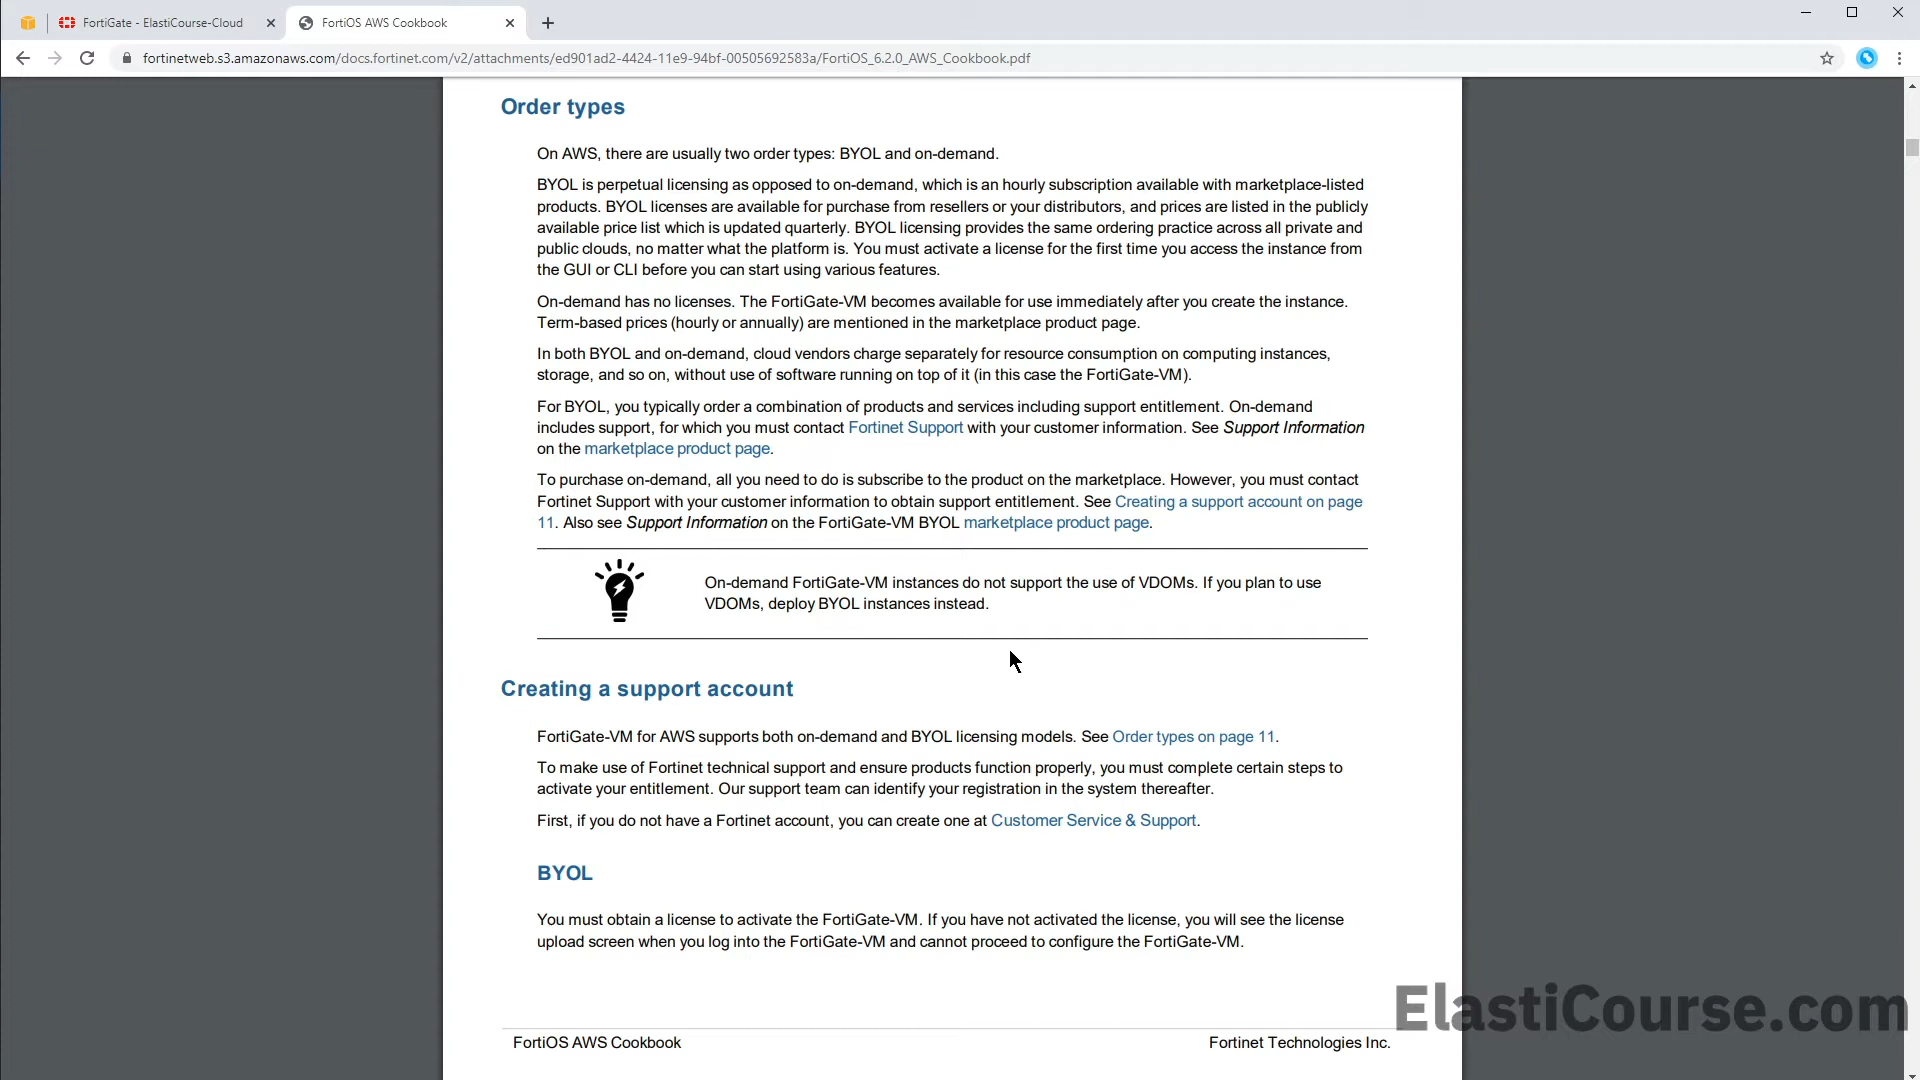 FortiGate - ElastiCourse-Cloud
FortiOS AWS Cookbook
fortinetweb.s3.amazonaws.com/docs.fortinet.com/v2/attachments/ed901ad2-4424-11e9-94bf-00505692583a/FortiOS_6.2.0_AWS_Cookbook.pdf
Order types
On AWS, there are usually two order types: BYOL and on-demand.
BYOL is perpetual licensing as opposed to on-demand, which is an hourly subscription available with marketplace-listed
products. BYOL licenses are available for purchase from resellers or your distributors, and prices are listed in the publicly
available price list which is updated quarterly. BYOL licensing provides the same ordering practice across all private and
public clouds, no matter what the platform is. You must activate a license for the first time you access the instance from
the GUI or CLI before you can start using various features.
On-demand has no licenses. The FortiGate-VM becomes available for use immediately after you create the instance.
Term-based prices (hourly or annually) are mentioned in the marketplace product page.
In both BYOL and on-demand, cloud vendors charge separately for resource consumption on computing instances,
storage, and so on, without use of software running on top of it (in this case the FortiGate-VM).
For BYOL, you typically order a combination of products and services including support entitlement. On-demand
includes support, for which you must contact Fortinet Support with your customer information. See Support Information
on the marketplace product page.
To purchase on-demand, all you need to do is subscribe to the product on the marketplace. However, you must contact
Fortinet Support with your customer information to obtain support entitlement. See Creating a support account on page
11. Also see Support Information on the FortiGate-VM BYOL marketplace product page.
On-demand FortiGate-VM instances do not support the use of VDOMs. If you plan to use
VDOMs, deploy BYOL instances instead.
Creating a support account
FortiGate-VM for AWS supports both on-demand and BYOL licensing models. See Order types on page 11.
To make use of Fortinet technical support and ensure products function properly, you must complete certain steps to
activate your entitlement. Our support team can identify your registration in the system thereafter.
First, if you do not have a Fortinet account, you can create one at Customer Service & Support.
BYOL
You must obtain a license to activate the FortiGate-VM. If you have not activated the license, you will see the license
upload screen when you log into the FortiGate-VM and cannot proceed to configure the FortiGate-VM.
ElastiCourse.com
FortiOS AWS Cookbook
Fortinet Technologies Inc.